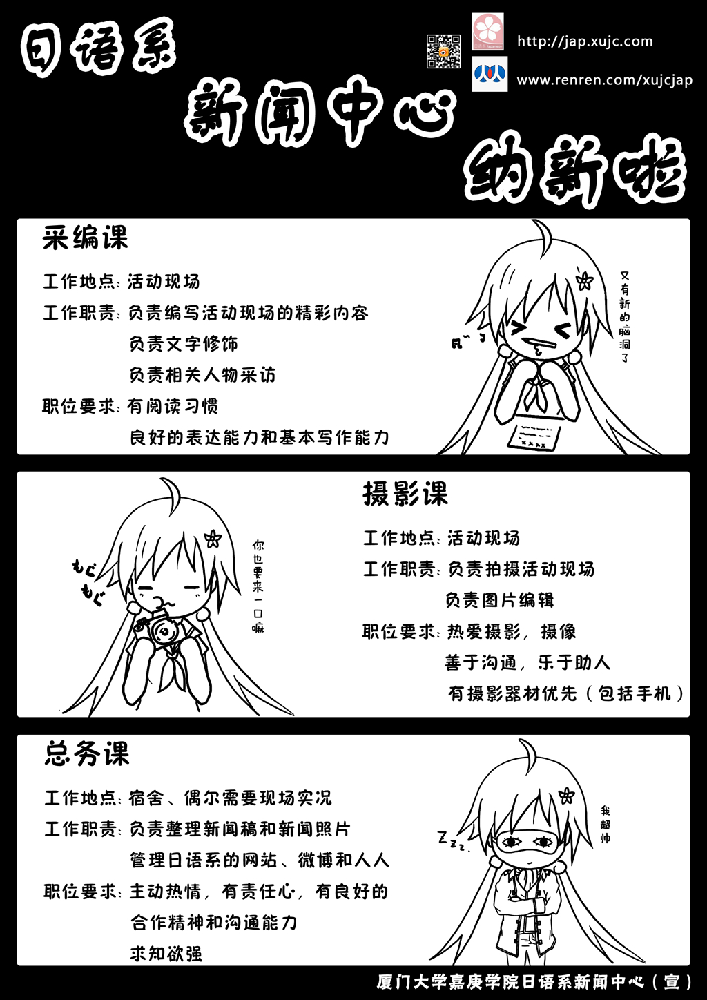 日语系
新闻中心
纳新啦
http://jap.xujc.com
www.renren.com/xujcjap
采编课
工作地点: 活动现场
工作职责: 负责编写活动现场的精彩内容
负责文字修饰
负责相关人物采访
职位要求: 有阅读习惯
良好的表达能力和基本写作能力
又有新的脑洞了
摄影课
工作地点: 活动现场
工作职责: 负责拍摄活动现场
负责图片编辑
职位要求: 热爱摄影, 摄像
善于沟通, 乐于助人
有摄影器材优先 (包括手机)
もぐ
もぐ
你也要来一口嘛
总务课
工作地点: 宿舍、偶尔需要现场实况
工作职责: 负责整理新闻稿和新闻照片
管理日语系的网站、微博和人人
职位要求: 主动热情, 有责任心, 有良好的
合作精神和沟通能力
求知欲强
Zzz.
我超帅
厦门大学嘉庚学院日语系新闻中心 (宣)